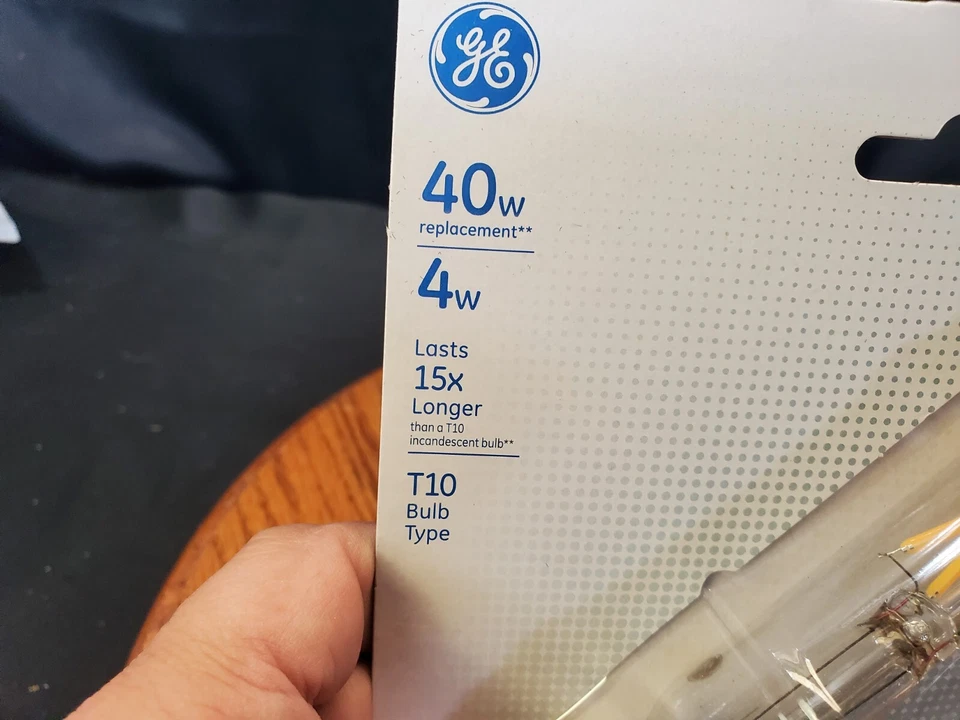 GE
40w
replacement**
4w
Lasts
15x
Longer
than a T10
incandescent bulb**
T10
Bulb
Type